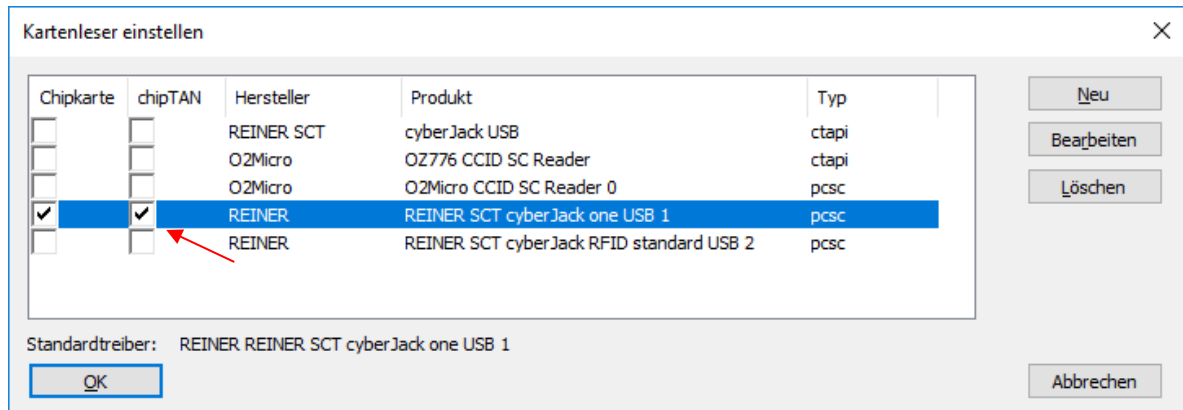 Kartenleser einstellen
Chipkarte chipTAN Hersteller Produkt Typ
REINER SCT cyberJack USB ctapi
O2Micro OZ776 CCID SC Reader ctapi
O2Micro O2Micro CCID SC Reader 0 pcsc
REINER REINER SCT cyberJack one USB 1 pcsc
REINER REINER SCT cyberJack RFID standard USB 2 pcsc
Neu
Bearbeiten
Löschen
Standardtreiber: REINER REINER SCT cyberJack one USB 1
OK
Abbrechen